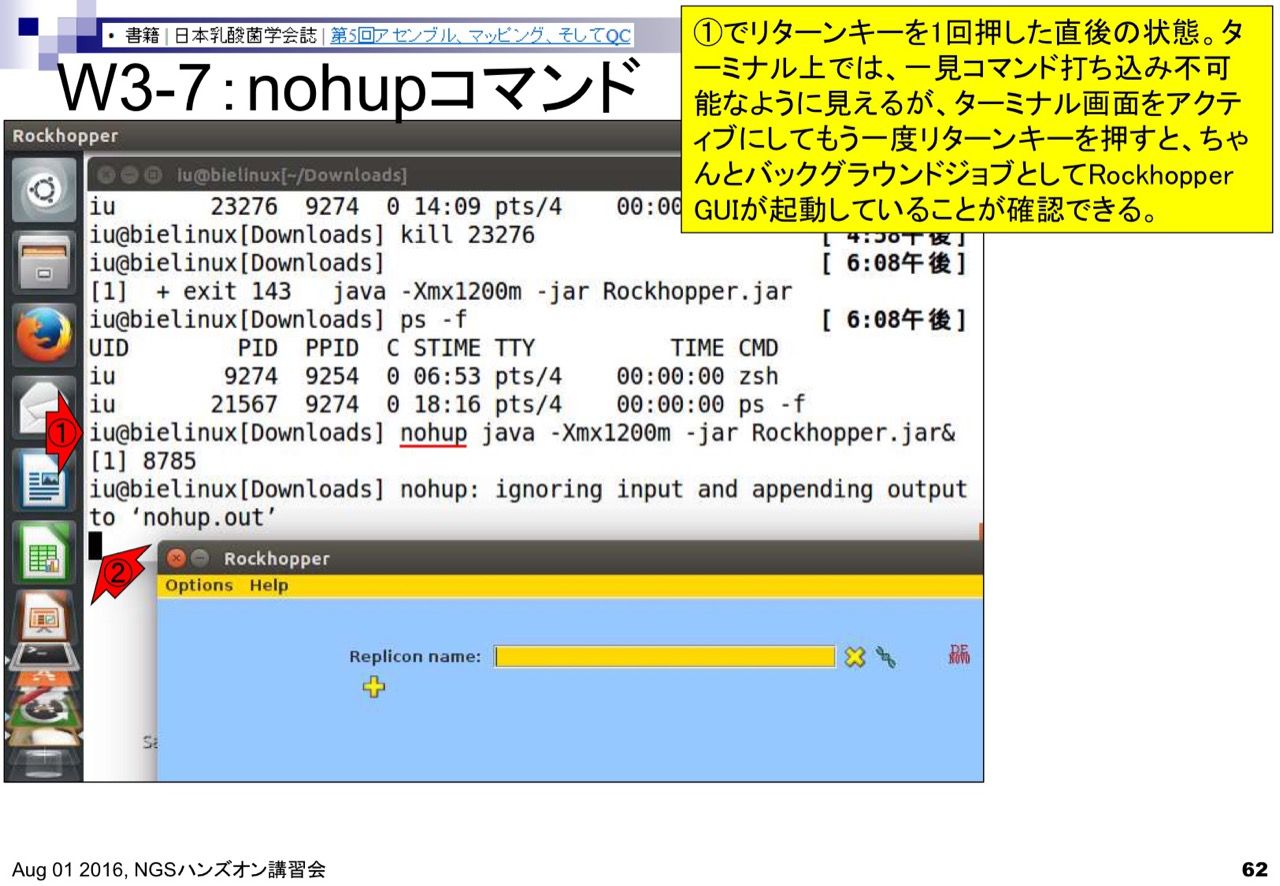 • 書籍 | 日本乳酸菌学会誌 | 第5回アセンブル、マッピング、そしてQC
W3-7：nohupコマンド
①でリターンキーを1回押した直後の状態。タ
ーミナル上では、一見コマンド打ち込み不可
能なように見えるが、ターミナル画面をアクテ
ィブにしてもう一度リターンキーを押すと、ちゃ
んとバックグラウンドジョブとしてRockhopper
GUIが起動していることが確認できる。
Rockhopper
iu@bielinux[~/Downloads]
iu 23276 9274 0 14:09 pts/4 00:00
iu@bielinux[Downloads] kill 23276 [ 4:58午後]
iu@bielinux[Downloads] [ 6:08午後]
[1] + exit 143 java -Xmx1200m -jar Rockhopper.jar
iu@bielinux[Downloads] ps -f [ 6:08午後]
UID PID PPID C STIME TTY TIME CMD
iu 9274 9254 0 06:53 pts/4 00:00:00 zsh
iu 21567 9274 0 18:16 pts/4 00:00:00 ps -f
①
iu@bielinux[Downloads] nohup java -Xmx1200m -jar Rockhopper.jar&
[1] 8785
iu@bielinux[Downloads] nohup: ignoring input and appending output
to ‘nohup.out’
②
Rockhopper
Options Help
Replicon name:
DE
NOVO
Aug 01 2016, NGSハンズオン講習会
62